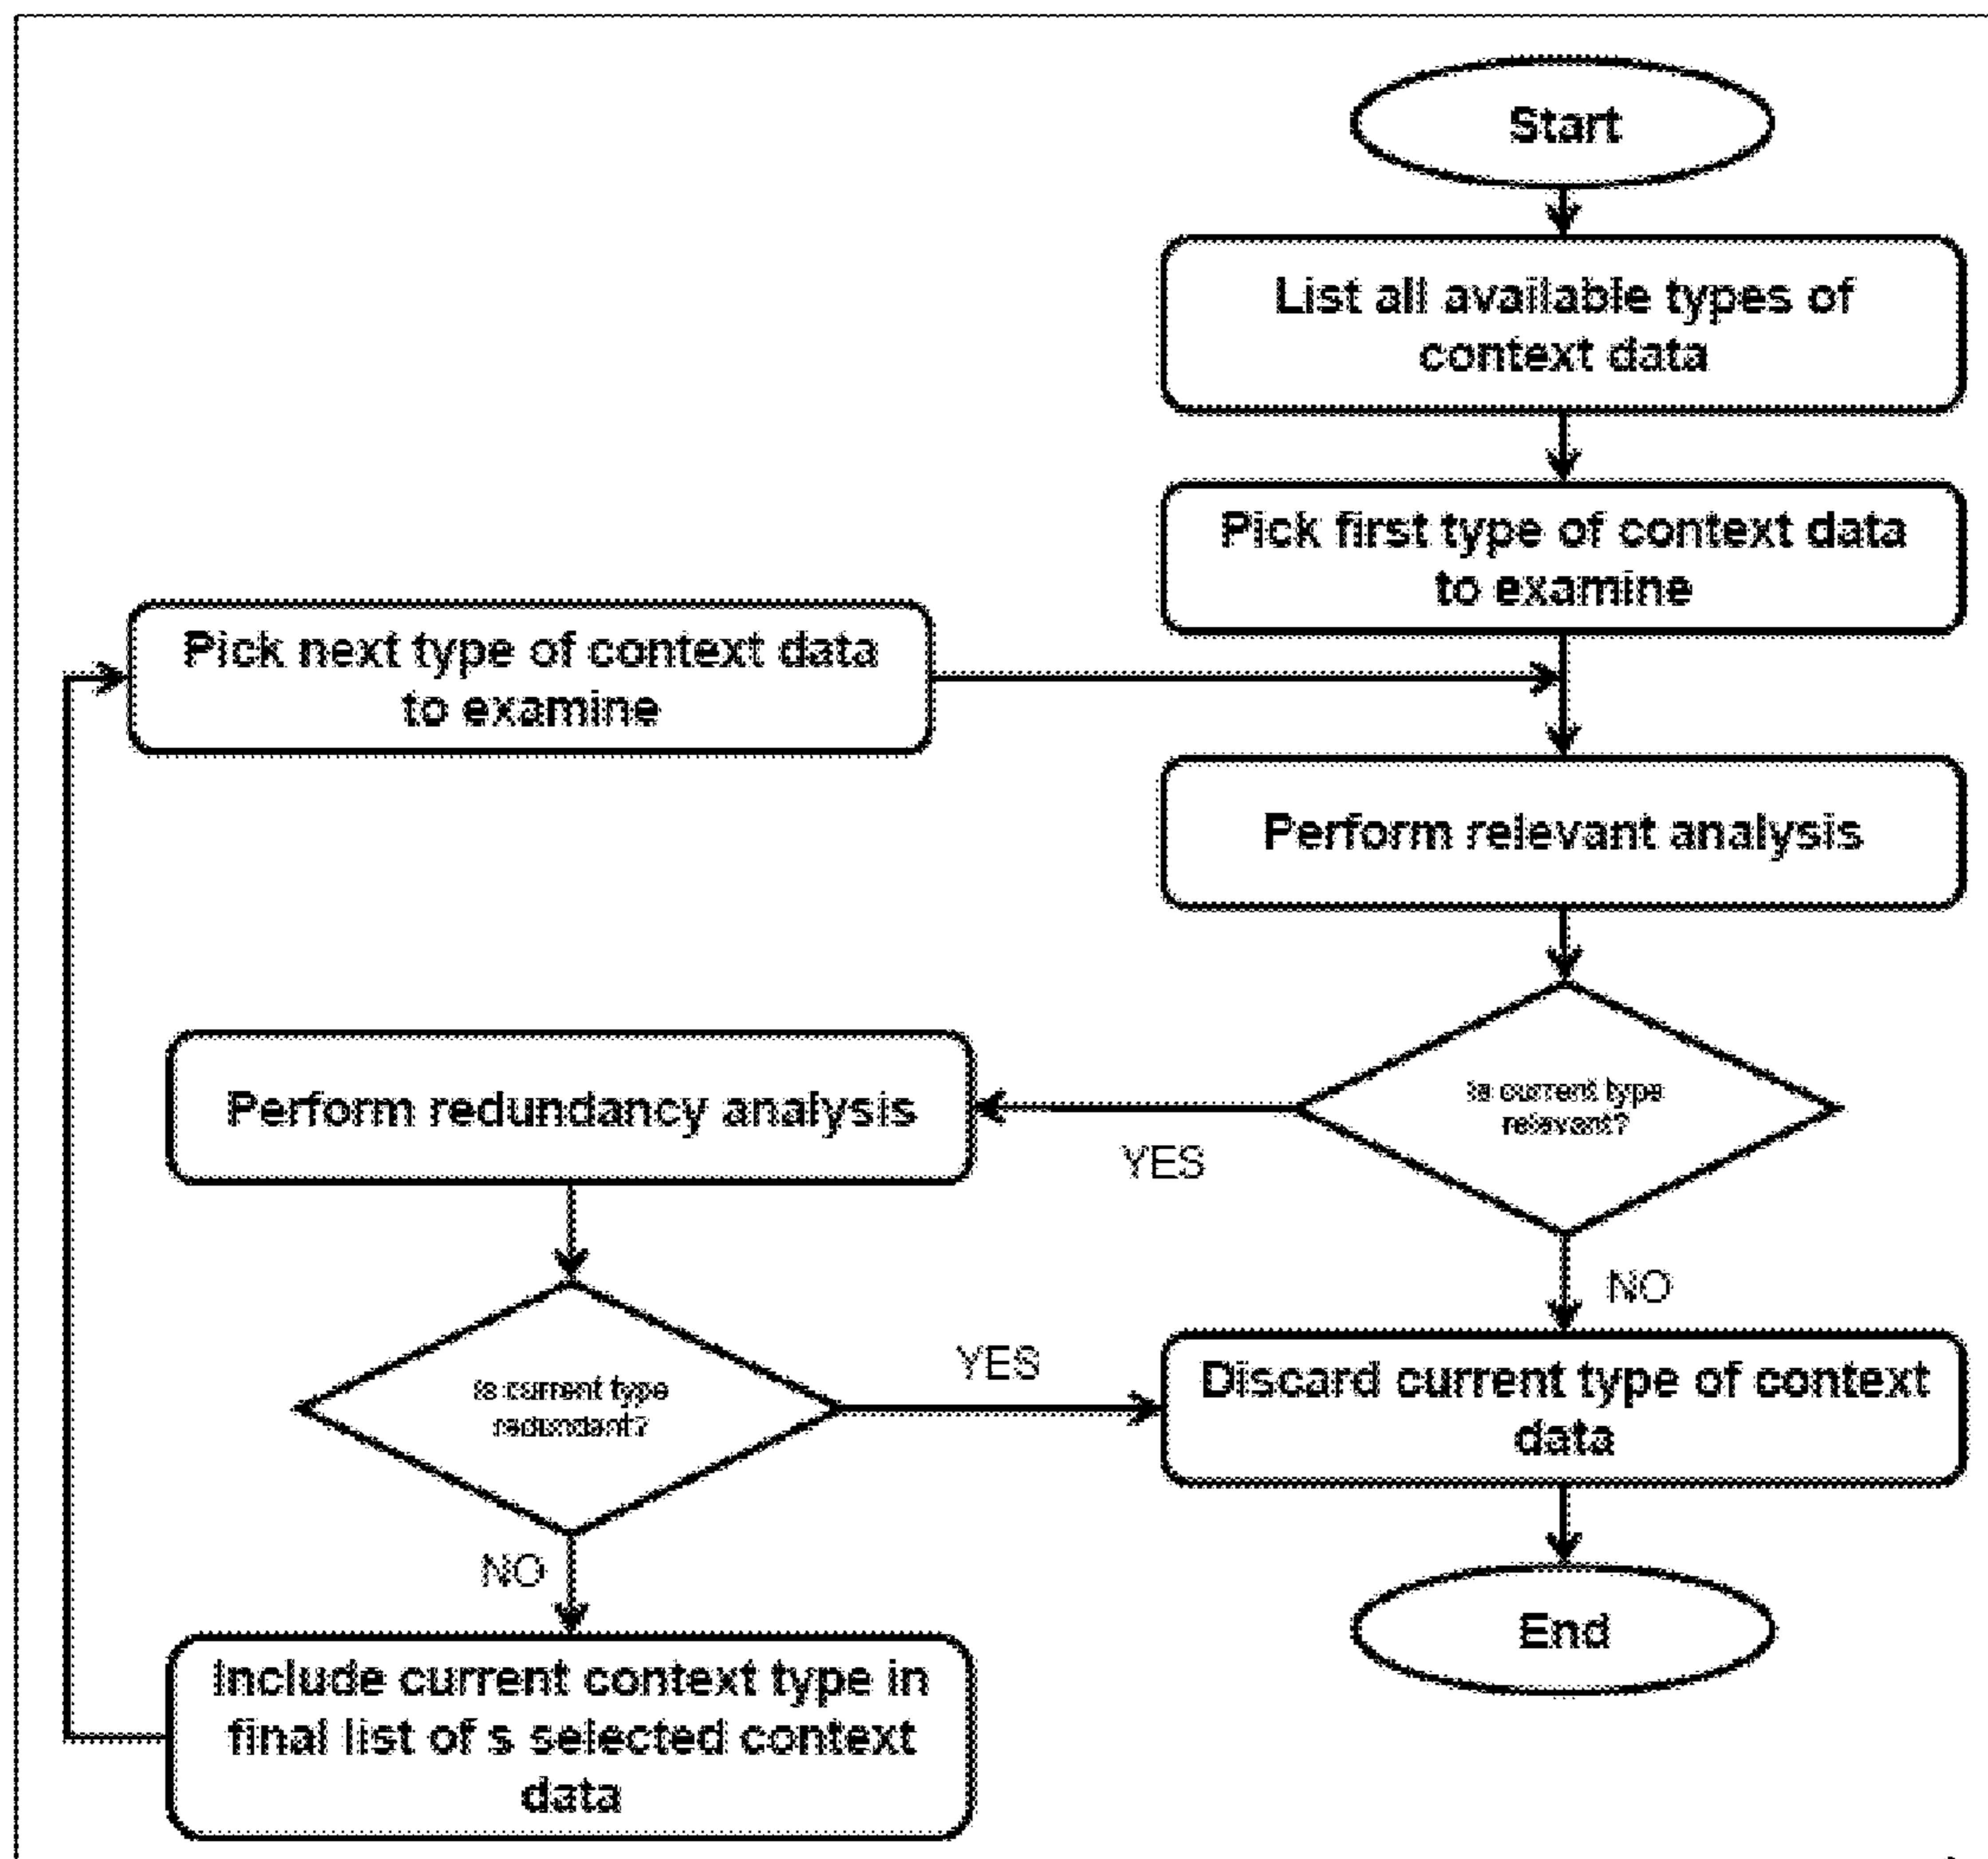 Start
List all available types of
context data
Pick first type of context data
to examine
Pick next type of context data
to examine
Perform relevant analysis
Is current type
relevant?
YES
NO
Perform redundancy analysis
Is current type
redundant?
YES
NO
Discard current type of context
data
Include current context type in
final list of s selected context
data
End